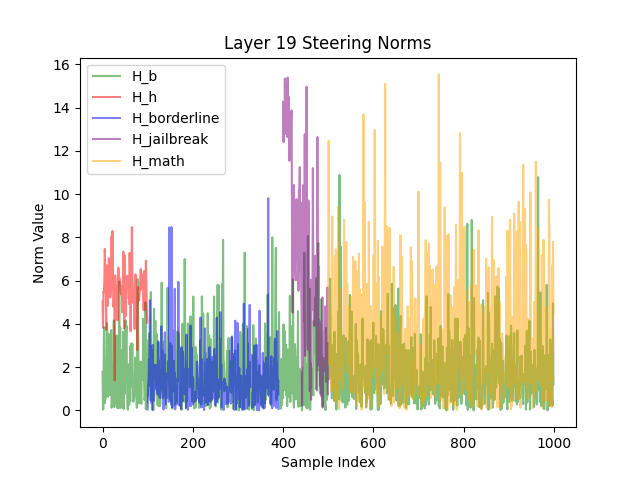 Layer 19 Steering Norms
H_b
H_h
H_borderline
H_jailbreak
H_math
Norm Value
16
14
12
10
8
6
4
2
0
0 200 400 600 800 1000
Sample Index